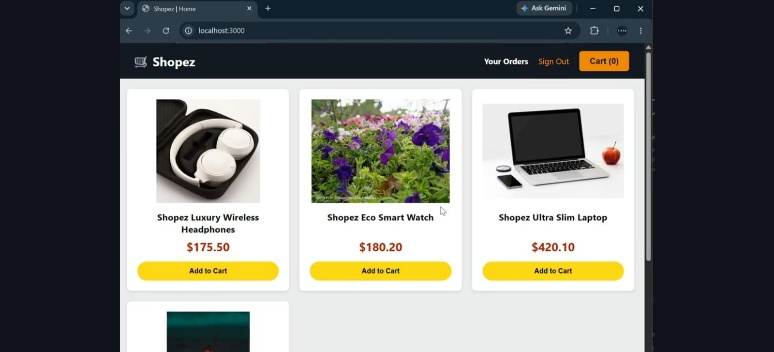 Shopez | Home
Ask Gemini
localhost:3000
Shopez
Your Orders
Sign Out
Cart (0)
Shopez Luxury Wireless
Headphones
$175.50
Add to Cart
Shopez Eco Smart Watch
$180.20
Add to Cart
Shopez Ultra Slim Laptop
$420.10
Add to Cart